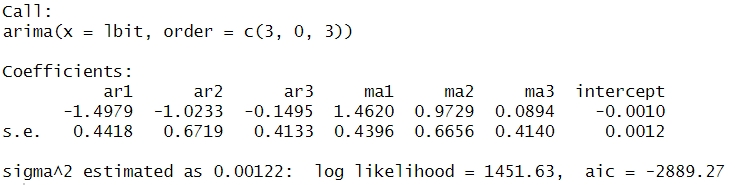 Call:
arima(x = lbit, order = c(3, 0, 3))
Coefficients:
ar1 ar2 ar3 ma1 ma2 ma3 intercept
-1.4979 -1.0233 -0.1495 1.4620 0.9729 0.0894 -0.0010
s.e. 0.4418 0.6719 0.4133 0.4396 0.6656 0.4140 0.0012
sigma^2 estimated as 0.00122: log likelihood = 1451.63, aic = -2889.27